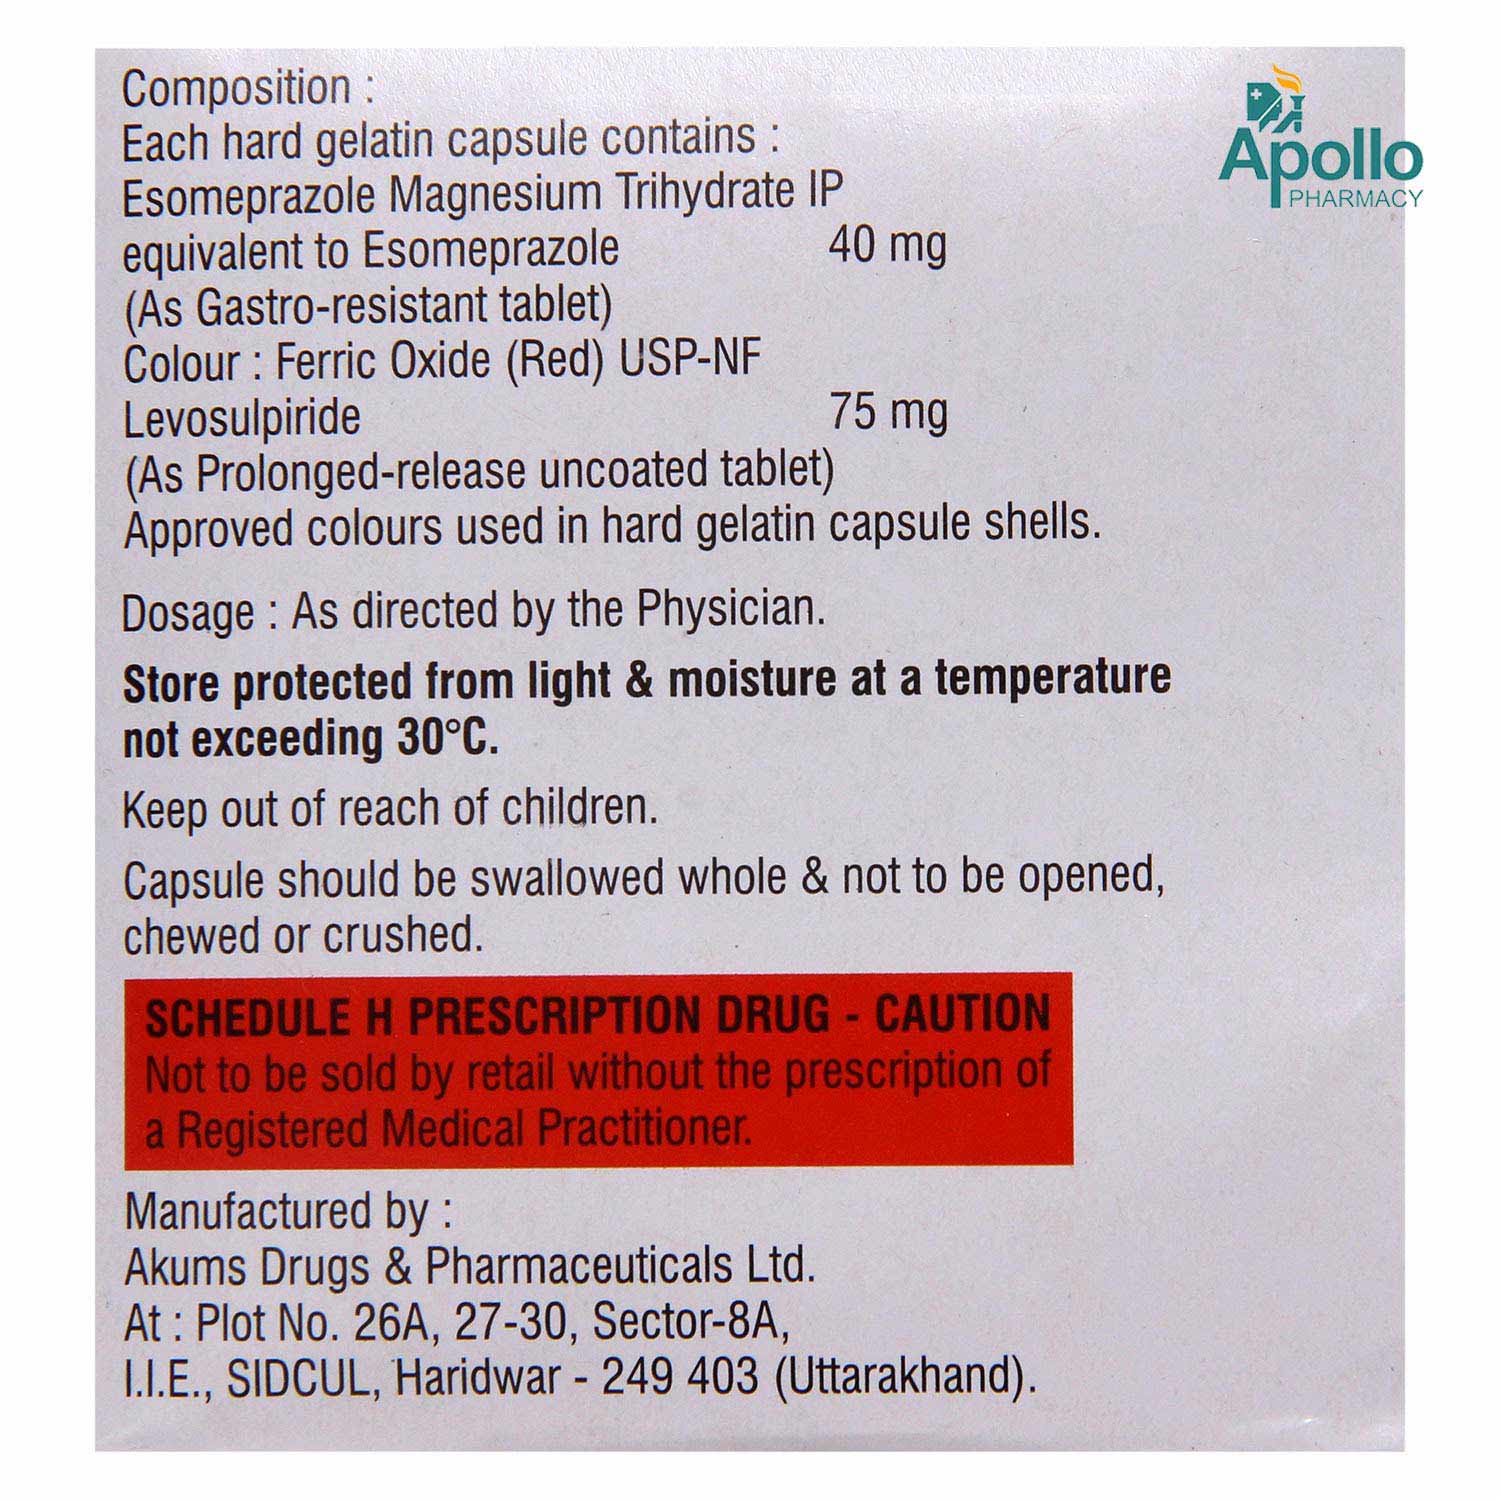 Composition :
Each hard gelatin capsule contains :
Esomeprazole Magnesium Trihydrate IP
equivalent to Esomeprazole 40 mg
(As Gastro-resistant tablet)
Colour : Ferric Oxide (Red) USP-NF
Levosulpiride 75 mg
(As Prolonged-release uncoated tablet)
Approved colours used in hard gelatin capsule shells.
Dosage : As directed by the Physician.
Store protected from light & moisture at a temperature
not exceeding 30°C.
Keep out of reach of children.
Capsule should be swallowed whole & not to be opened,
chewed or crushed.
SCHEDULE H PRESCRIPTION DRUG - CAUTION
Not to be sold by retail without the prescription of
a Registered Medical Practitioner.
Manufactured by :
Akums Drugs & Pharmaceuticals Ltd.
At : Plot No. 26A, 27-30, Sector-8A,
I.I.E., SIDCUL, Haridwar - 249 403 (Uttarakhand).
Apollo
PHARMACY